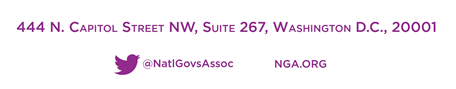 444 N. Capitol Street NW, Suite 267, Washington D.C., 20001
@NatlGovsAssoc NGA.ORG